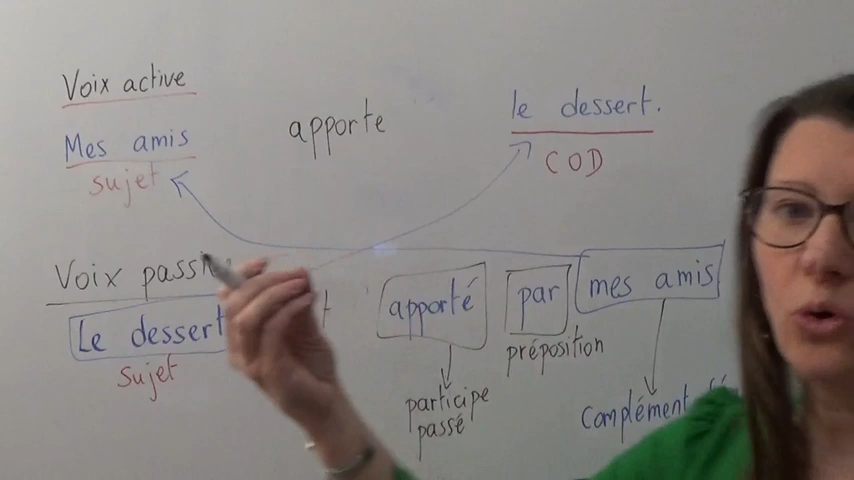 Voix active
Mes amis apporte le dessert.
sujet COD
Voix
Le dessert apporté par mes amis
sujet préposition
participe
passé
Complément